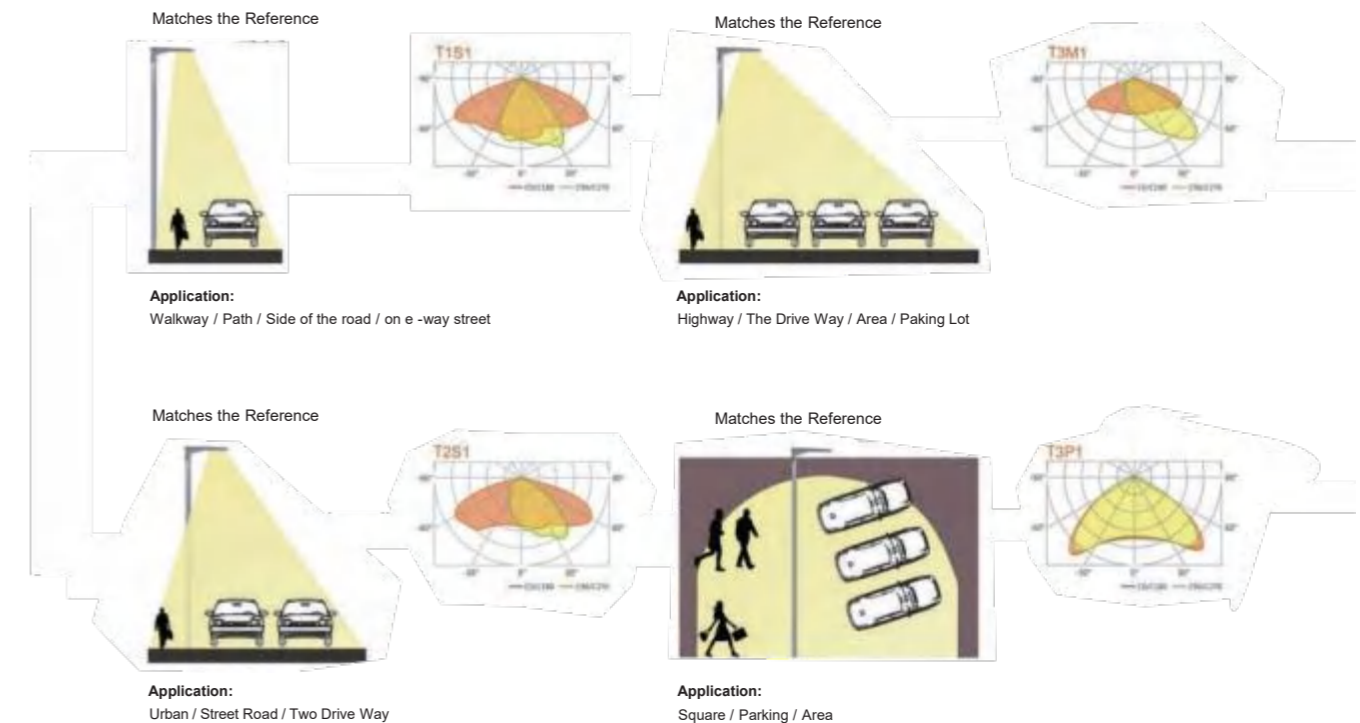 Matches the Reference
Matches the Reference
T1S1
T3M1
Application:
Walkway / Path / Side of the road / on e -way street
Application:
Highway / The Drive Way / Area / Paking Lot
Matches the Reference
Matches the Reference
T2S1
T3P1
Application:
Urban / Street Road / Two Drive Way
Application:
Square / Parking / Area